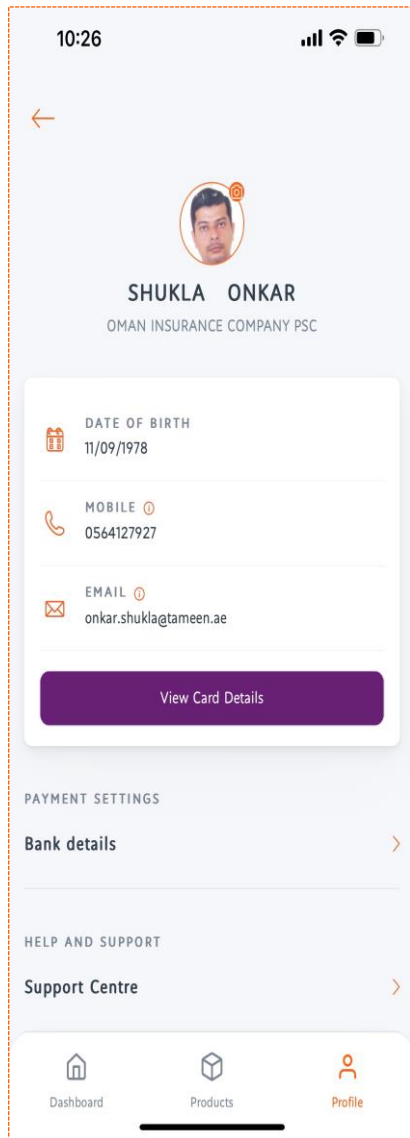 10:26
SHUKLA ONKAR
OMAN INSURANCE COMPANY PSC
DATE OF BIRTH
11/09/1978
MOBILE
0564127927
EMAIL
onkar.shukla@tameen.ae
View Card Details
PAYMENT SETTINGS
Bank details
HELP AND SUPPORT
Support Centre
Dashboard Products Profile